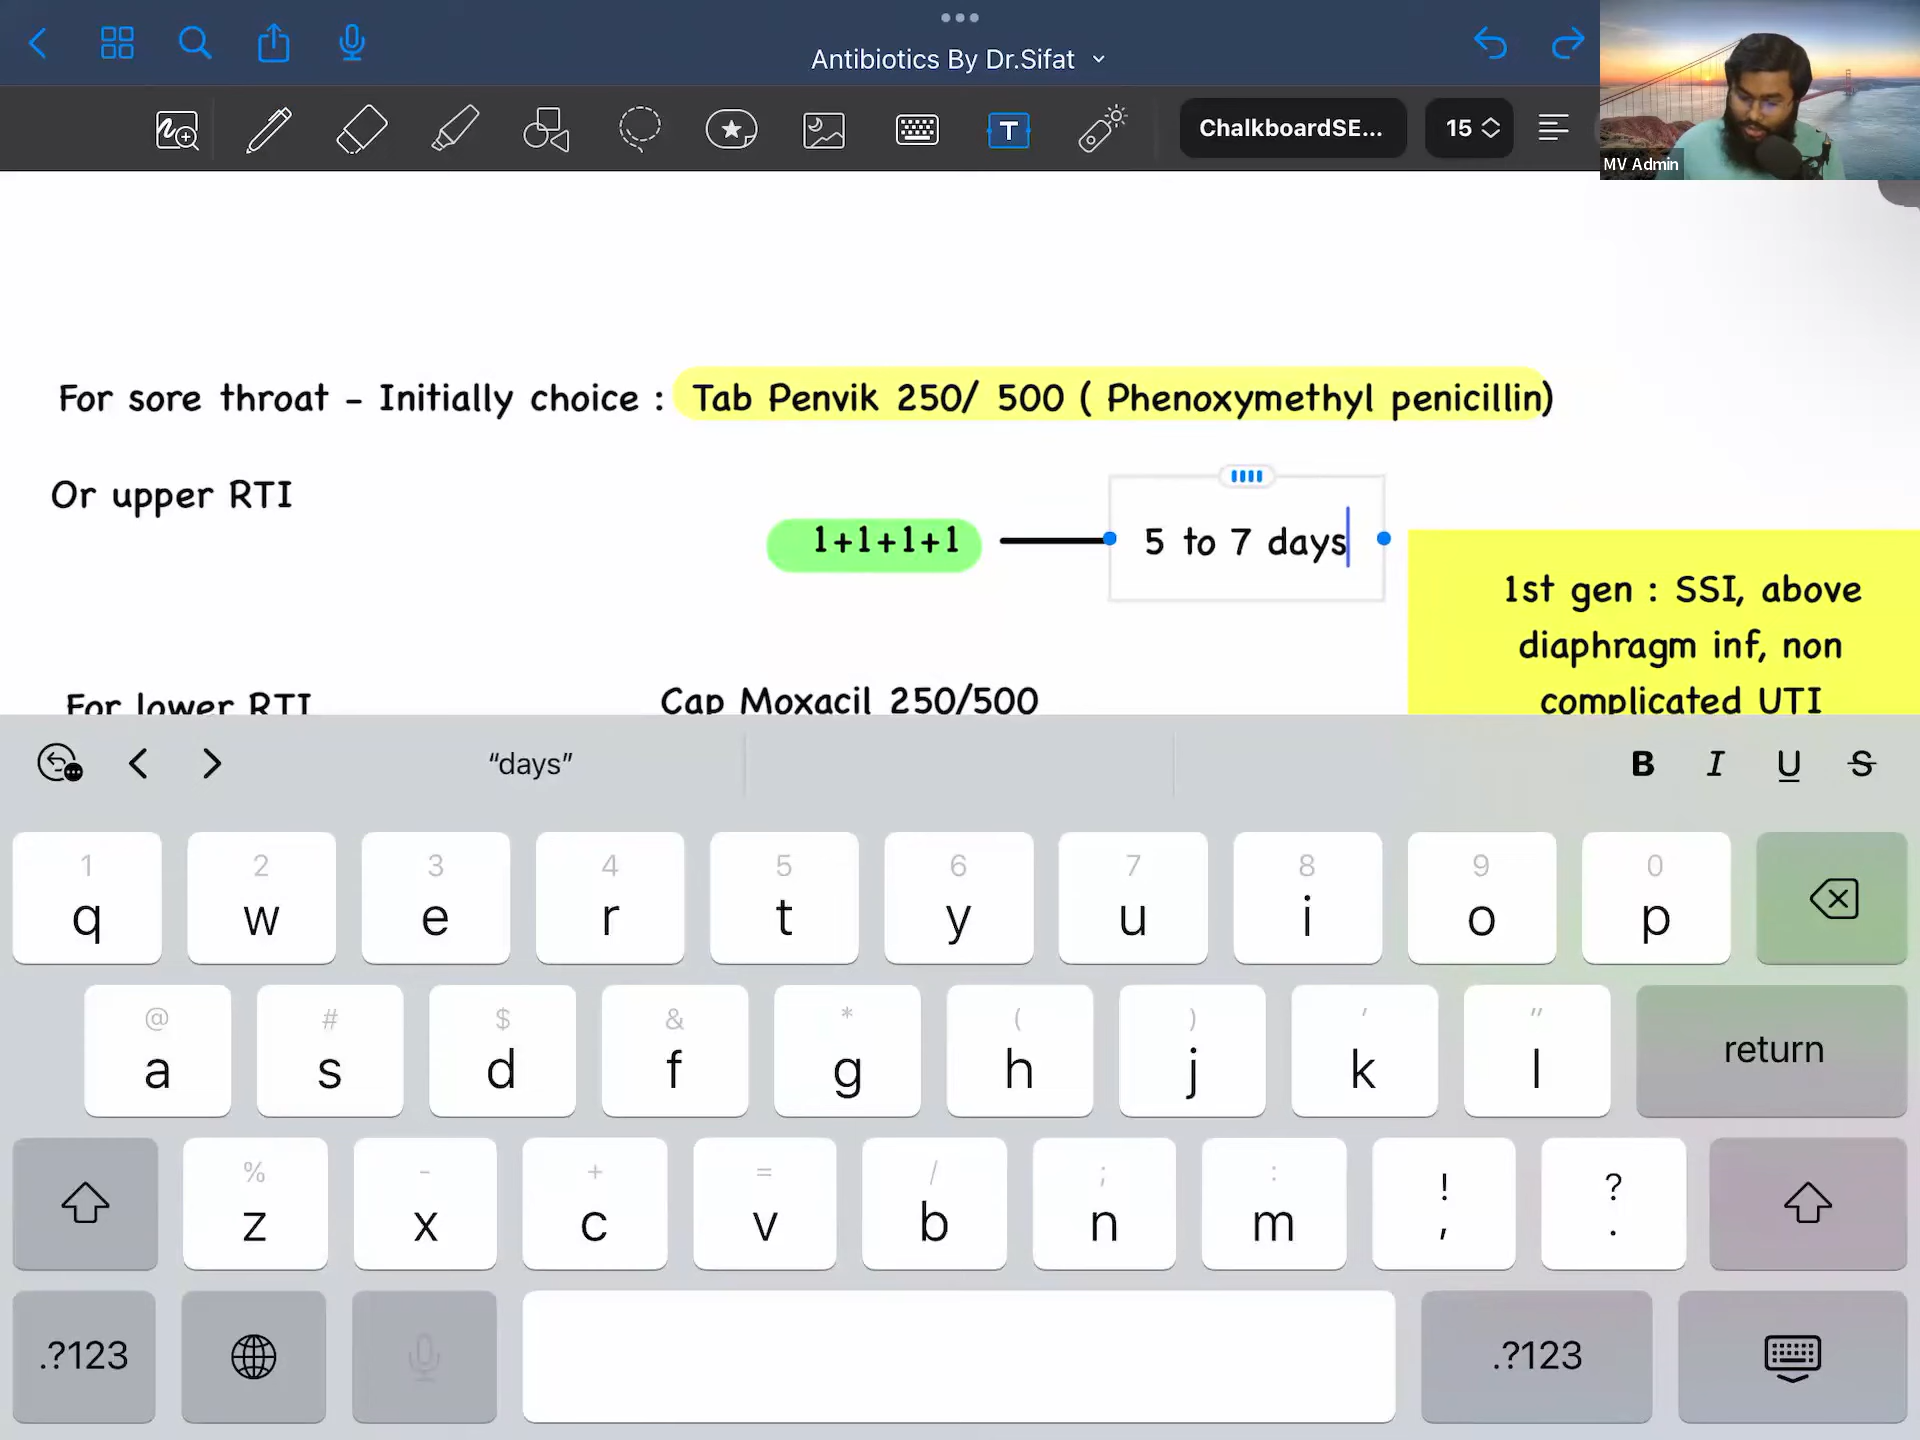 Antibiotics By Dr.Sifat
T
ChalkboardSE...
15
MV Admin
For sore throat - Initially choice : Tab Penvik 250/ 500 ( Phenoxymethyl penicillin)
Or upper RTI
1+1+1+1
5 to 7 days
1st gen : SSI, above
diaphragm inf, non
complicated UTI
For lower RTI
Cap Moxacil 250/500
“days”
B I U S
1 2 3 4 5 6 7 8 9 0
q w e r t y u i o p
@ # $ & * ( ) ' "
a s d f g h j k l
return
% - + = / ; : ! ?
z x c v b n m , .
.?123
.?123